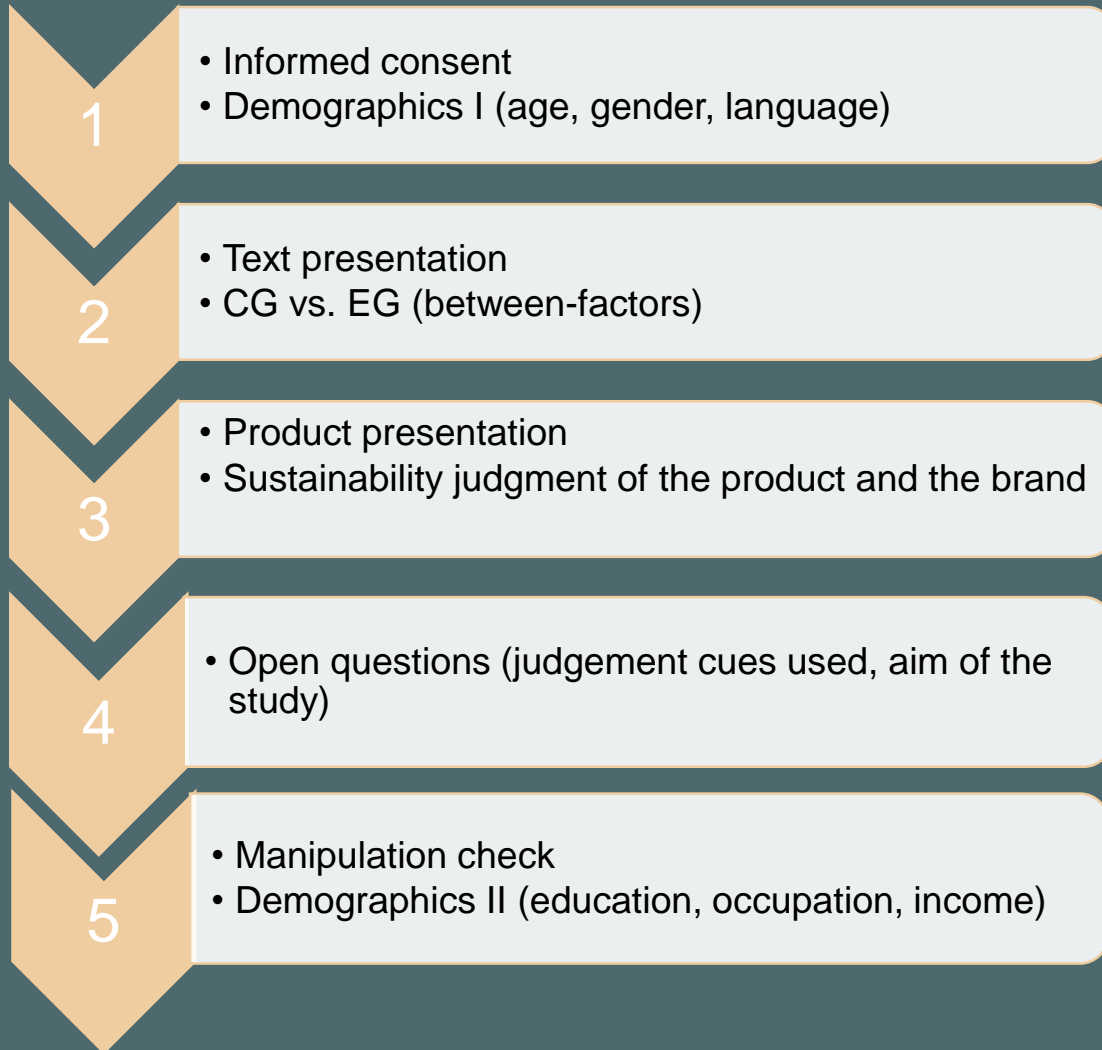 1
• Informed consent
• Demographics I (age, gender, language)
2
• Text presentation
• CG vs. EG (between-factors)
3
• Product presentation
• Sustainability judgment of the product and the brand
4
• Open questions (judgement cues used, aim of the
study)
5
• Manipulation check
• Demographics II (education, occupation, income)